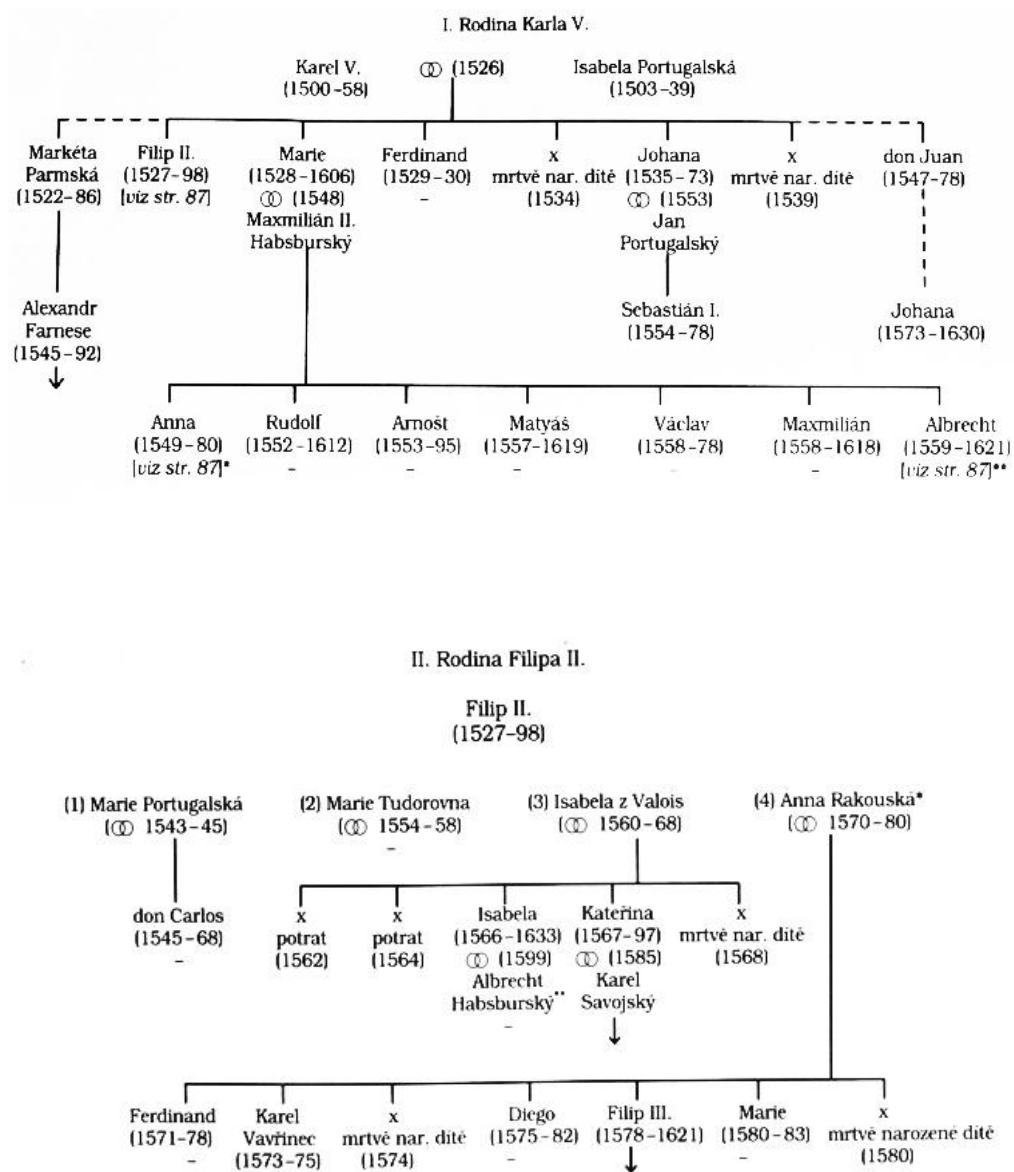 I. Rodina Karla V.
Karel V. ⚭ (1526) Isabela Portugalská
(1500–58) (1503–39)
Markéta Filip II. Marie Ferdinand x Johana x don Juan
Parmská (1527–98) (1528–1606) (1529–30) mrtvé nar. dítě (1535–73) mrtvé nar. dítě (1547–78)
(1522–86) [viz str. 87] ⚭ (1548) – (1534) ⚭ (1553) (1539)
Maxmilián II. Jan
Habsburský Portugalský
Alexandr Sebastián I. Johana
Farnese (1554–78) (1573–1630)
(1545–92)
Anna Rudolf Arnošt Matyáš Václav Maxmilián Albrecht
(1549–80) (1552–1612) (1553–95) (1557–1619) (1558–78) (1558–1618) (1559–1621)
[viz str. 87]* – – – – – [viz str. 87]**
II. Rodina Filipa II.
Filip II.
(1527–98)
(1) Marie Portugalská (2) Marie Tudorovna (3) Isabela z Valois (4) Anna Rakouská*
(⚭ 1543–45) (⚭ 1554–58) (⚭ 1560–68) (⚭ 1570–80)
–
don Carlos x x Isabela Kateřina x
(1545–68) potrat potrat (1566–1633) (1567–97) mrtvé nar. dítě
– (1562) (1564) ⚭ (1599) ⚭ (1585) (1568)
Albrecht Karel
Habsburský** Savojský
–
Ferdinand Karel x Diego Filip III. Marie x
(1571–78) Vavřinec mrtvé nar. dítě (1575–82) (1578–1621) (1580–83) mrtvé narozené dítě
– (1573–75) (1574) – – (1580)